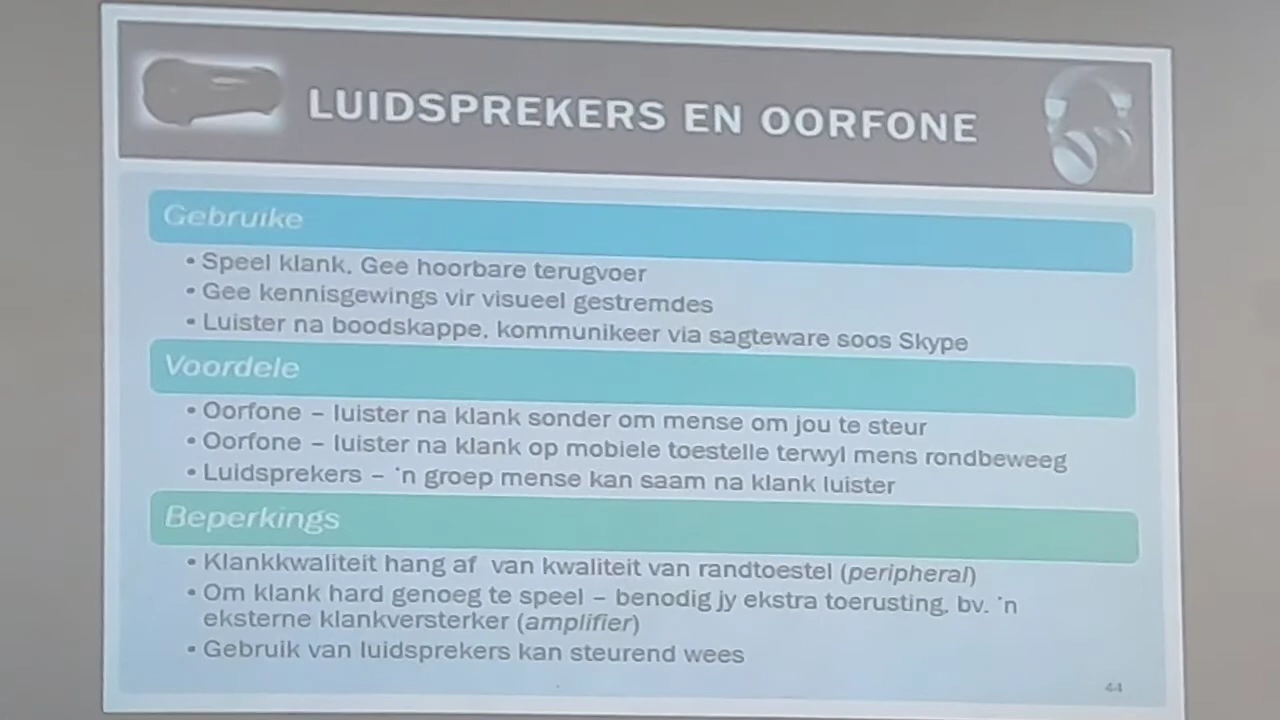 LUIDSPREKERS EN OORFONE
Gebruike
• Speel klank. Gee hoorbare terugvoer
• Gee kennisgewings vir visueel gestremdes
• Luister na boodskappe, kommunikeer via sagteware soos Skype
Voordele
• Oorfone – luister na klank sonder om mense om jou te steur
• Oorfone – luister na klank op mobiele toestelle terwyl mens rondbeweeg
• Luidsprekers – 'n groep mense kan saam na klank luister
Beperkings
• Klankkwaliteit hang af van kwaliteit van randtoestel (peripheral)
• Om klank hard genoeg te speel – benodig jy ekstra toerusting, bv. 'n
eksterne klankversterker (amplifier)
• Gebruik van luidsprekers kan steurend wees
44